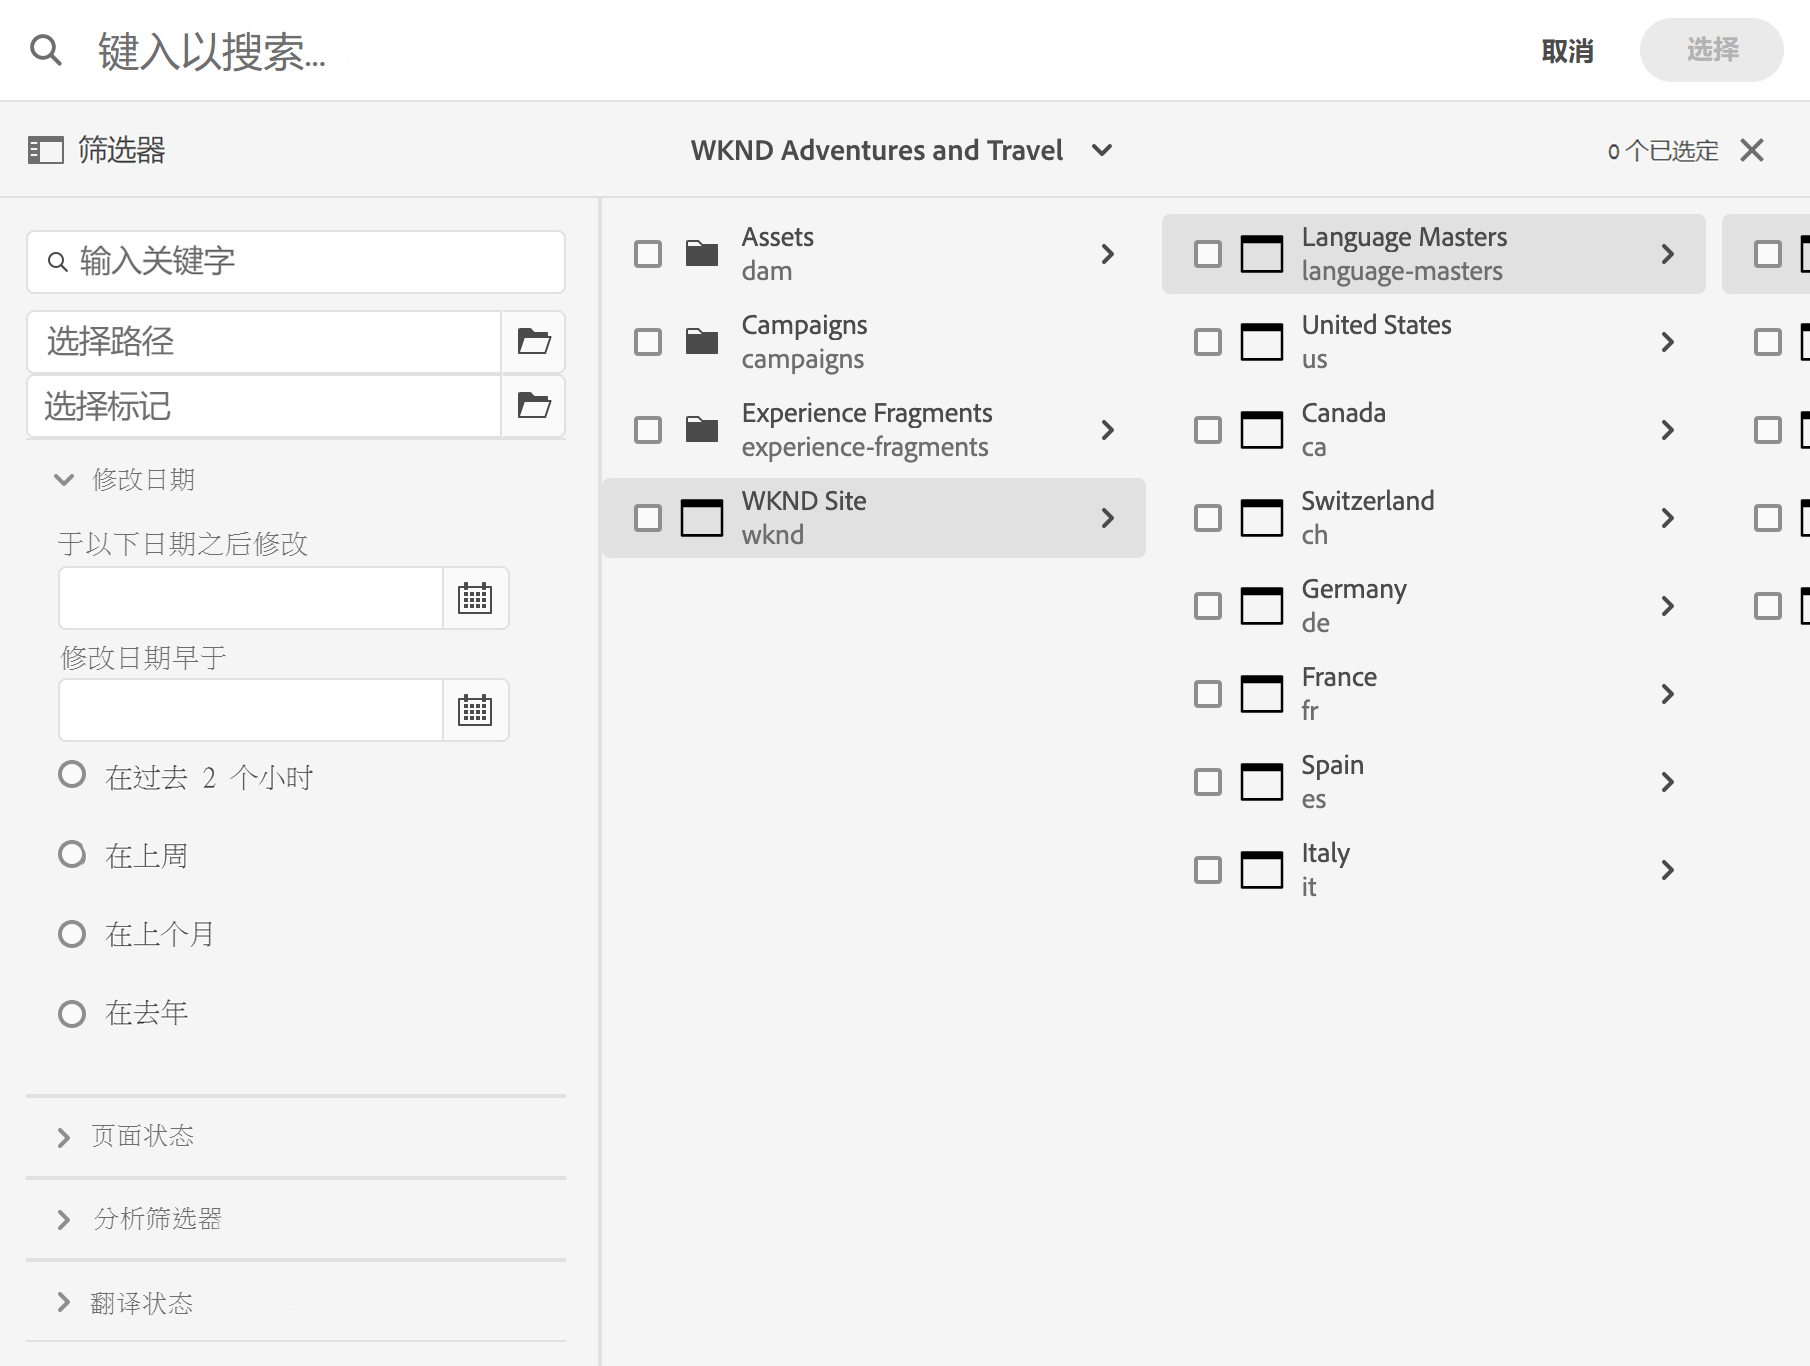 键入以搜索...
取消
选择
筛选器
WKND Adventures and Travel
0 个已选定
输入关键字
选择路径
选择标记
修改日期
于以下日期之后修改
修改日期早于
在过去 2 个小时
在上周
在上个月
在去年
页面状态
分析筛选器
翻译状态
Assets
dam
Campaigns
campaigns
Experience Fragments
experience-fragments
WKND Site
wknd
Language Masters
language-masters
United States
us
Canada
ca
Switzerland
ch
Germany
de
France
fr
Spain
es
Italy
it